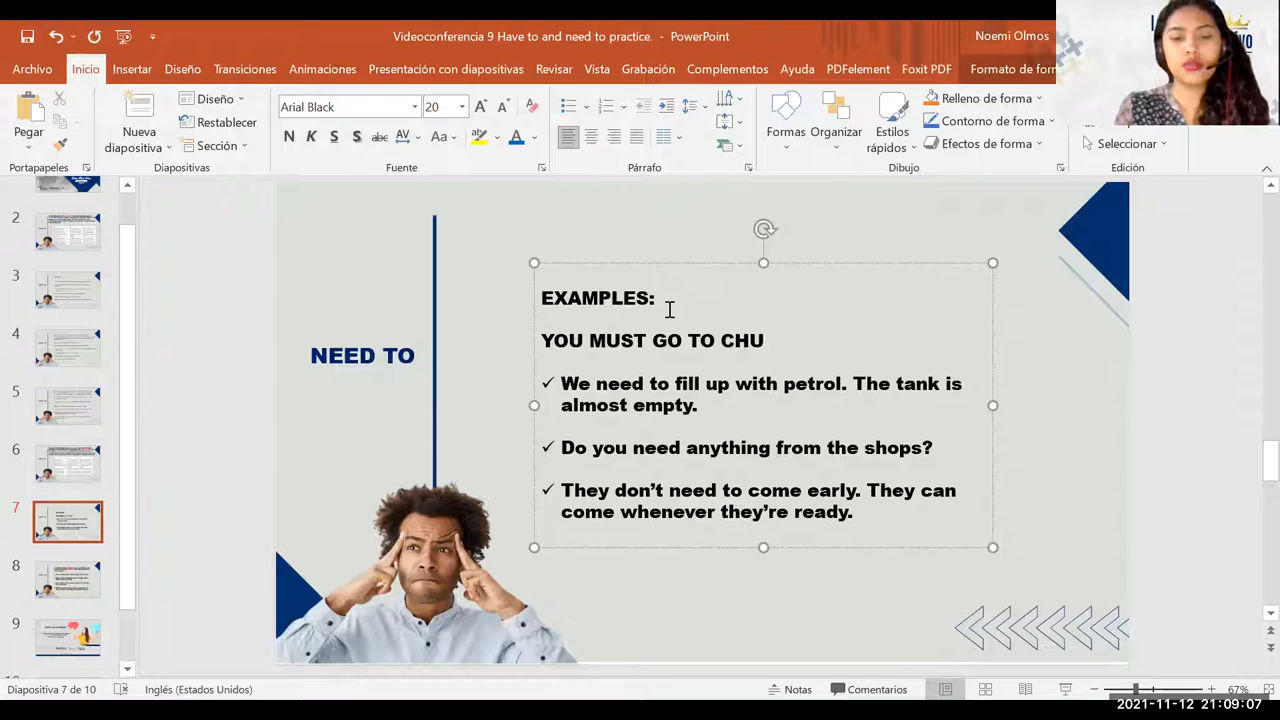 Videoconferencia 9 Have to and need to practice. - PowerPoint
Noemi Olmos
Archivo Inicio Insertar Diseño Transiciones Animaciones Presentación con diapositivas Revisar Vista Grabación Complementos Ayuda PDFelement Foxit PDF Formato de for
Pegar
Nueva diapositiva
Diseño
Restablecer
Sección
Arial Black 20
N K S S abc AV Aa A
Formas Organizar Estilos rápidos
Relleno de forma
Contorno de forma
Efectos de forma
Seleccionar
Portapapeles Diapositivas Fuente Párrafo Dibujo Edición
2
3
4
5
6
7
8
9
NEED TO
EXAMPLES:
YOU MUST GO TO CHU
✓ We need to fill up with petrol. The tank is
almost empty.
✓ Do you need anything from the shops?
✓ They don’t need to come early. They can
come whenever they’re ready.
Diapositiva 7 de 10 Inglés (Estados Unidos) Notas Comentarios 67%
2021-11-12 21:09:07